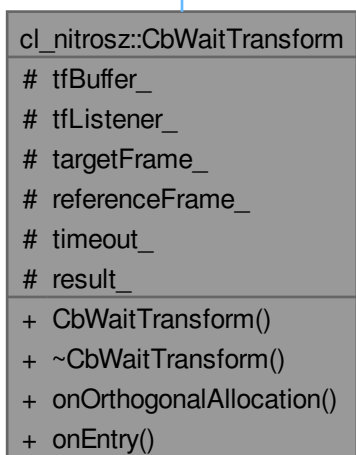 cl_nitrosz::CbWaitTransform
# tfBuffer_
# tfListener_
# targetFrame_
# referenceFrame_
# timeout_
# result_
+ CbWaitTransform()
+ ~CbWaitTransform()
+ onOrthogonalAllocation()
+ onEntry()